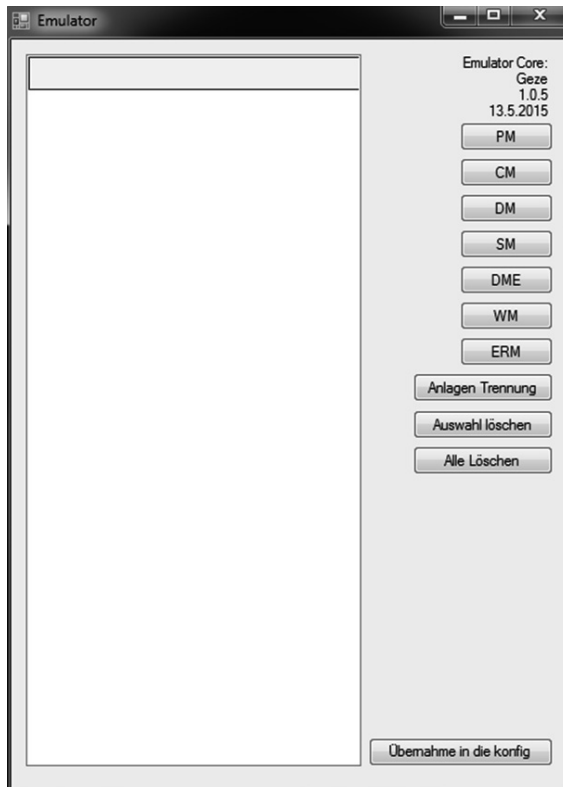 Emulator
Emulator Core:
Geze
1.0.5
13.5.2015
PM
CM
DM
SM
DME
WM
ERM
Anlagen Trennung
Auswahl löschen
Alle Löschen
Übernahme in die konfig